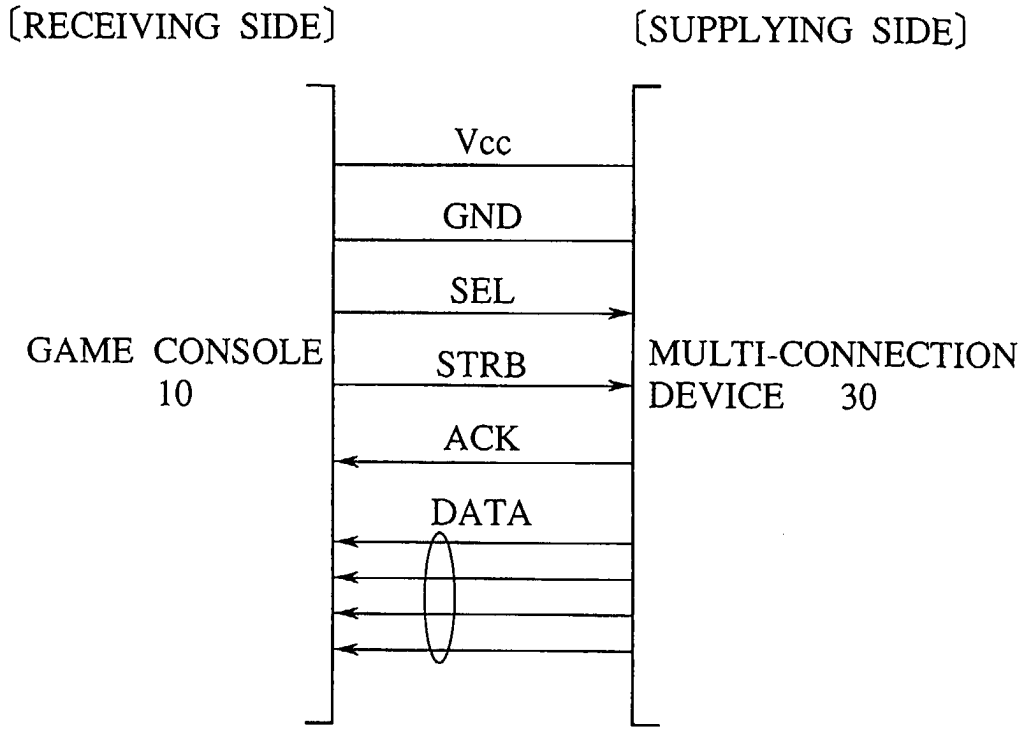 〔RECEIVING SIDE〕
〔SUPPLYING SIDE〕
Vcc
GND
SEL
GAME CONSOLE
10
STRB
MULTI-CONNECTION
DEVICE 30
ACK
DATA